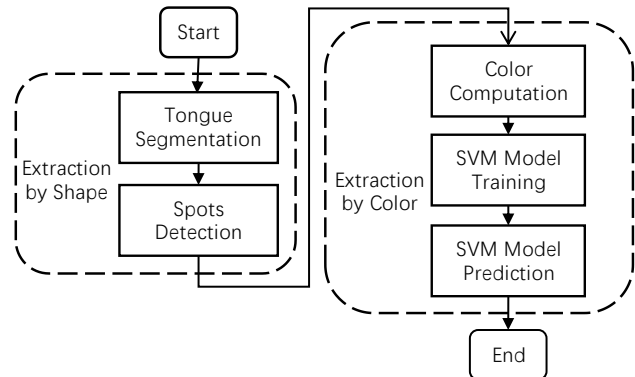 Start
Tongue
Segmentation
Extraction
by Shape
Spots
Detection
Color
Computation
SVM Model
Training
Extraction
by Color
SVM Model
Prediction
End